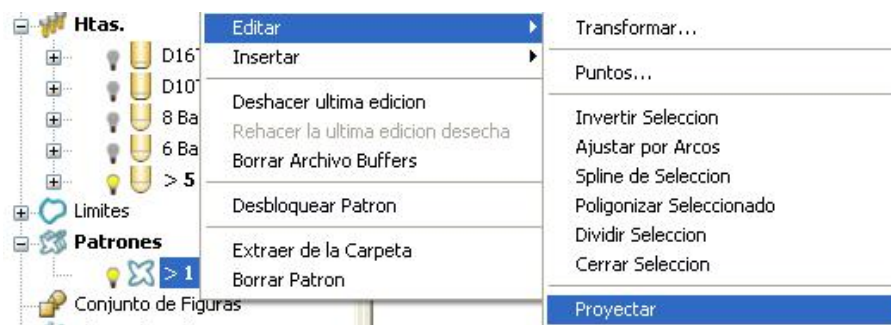 Htas.
D16
D10
8 Ba
6 Ba
> 5
Limites
Patrones
> 1
Conjunto de Figuras
Editar
Insertar
Deshacer ultima edicion
Rehacer la ultima edicion desecha
Borrar Archivo Buffers
Desbloquear Patron
Extraer de la Carpeta
Borrar Patron
Transformar...
Puntos...
Invertir Seleccion
Ajustar por Arcos
Spline de Seleccion
Poligonizar Seleccionado
Dividir Seleccion
Cerrar Seleccion
Proyectar